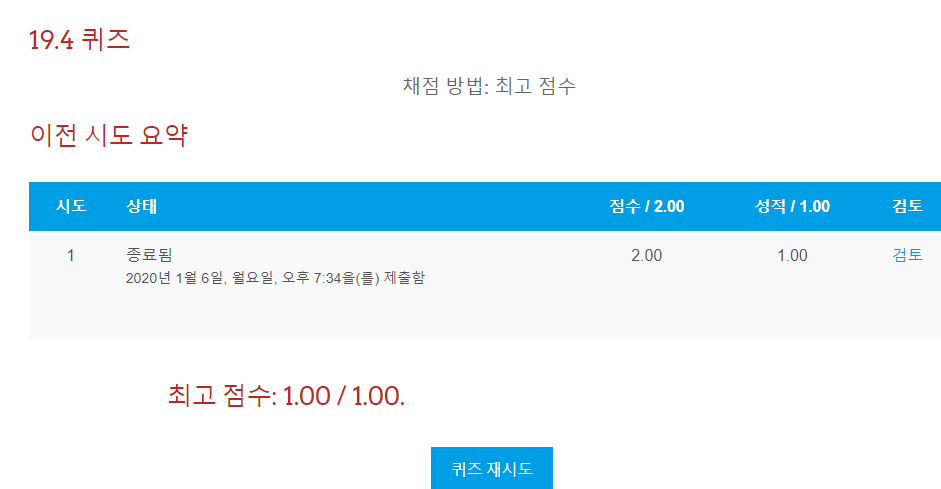 19.4 퀴즈
채점 방법: 최고 점수
이전 시도 요약
시도 상태 점수 / 2.00 성적 / 1.00 검토
1 종료됨 2.00 1.00 검토
2020년 1월 6일, 월요일, 오후 7:34을(를) 제출함
최고 점수: 1.00 / 1.00.
퀴즈 재시도